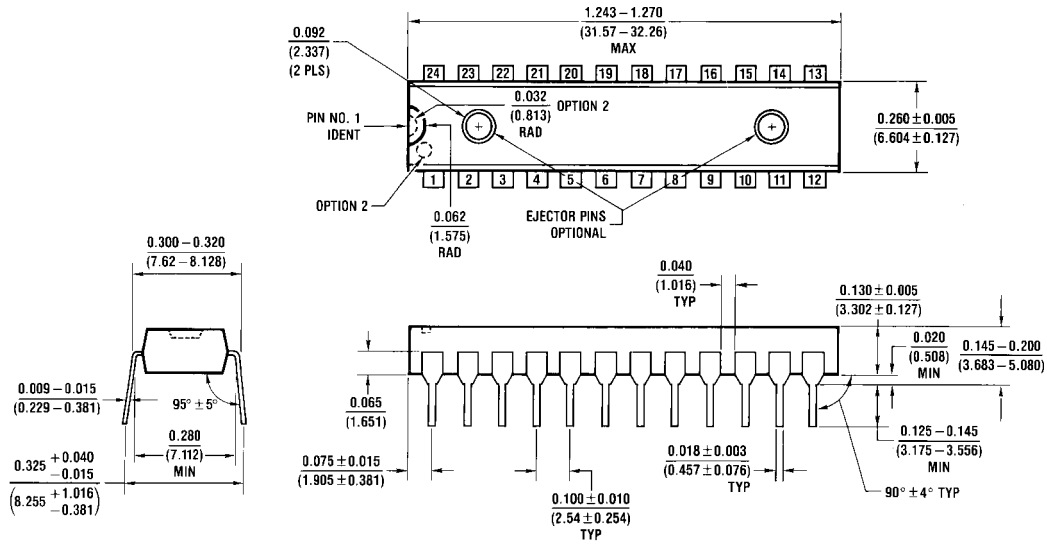 1.243 – 1.270
(31.57 – 32.26)
MAX
0.092
(2.337)
(2 PLS)
24 23 22 21 20 19 18 17 16 15 14 13
0.032
(0.813)
RAD
OPTION 2
PIN NO. 1
IDENT
0.260 ± 0.005
(6.604 ± 0.127)
1 2 3 4 5 6 7 8 9 10 11 12
OPTION 2
0.062
(1.575)
RAD
EJECTOR PINS
OPTIONAL
0.300 – 0.320
(7.62 – 8.128)
0.040
(1.016)
TYP
0.130 ± 0.005
(3.302 ± 0.127)
0.020
(0.508)
MIN
0.145 – 0.200
(3.683 – 5.080)
0.009 – 0.015
(0.229 – 0.381)
95° ± 5°
0.065
(1.651)
0.280
(7.112)
MIN
0.325 +0.040 -0.015
(8.255 +1.016 -0.381)
0.075 ± 0.015
(1.905 ± 0.381)
0.018 ± 0.003
(0.457 ± 0.076)
TYP
0.125 – 0.145
(3.175 – 3.556)
MIN
0.100 ± 0.010
(2.54 ± 0.254)
TYP
90° ± 4° TYP